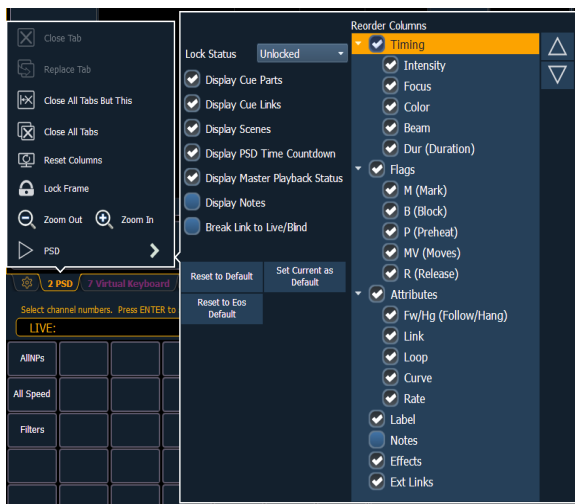 Close Tab
Replace Tab
Close All Tabs But This
Close All Tabs
Reset Columns
Lock Frame
Zoom Out
Zoom In
PSD
2 PSD
7 Virtual Keyboard
Select channel numbers. Press ENTER to
LIVE:
AllNPs
All Speed
Filters
Lock Status
Unlocked
Display Cue Parts
Display Cue Links
Display Scenes
Display PSD Time Countdown
Display Master Playback Status
Display Notes
Break Link to Live/Blind
Reset to Default
Set Current as
Default
Reset to Eos
Default
Reorder Columns
Timing
Intensity
Focus
Color
Beam
Dur (Duration)
Flags
M (Mark)
B (Block)
P (Preheat)
MV (Moves)
R (Release)
Attributes
Fw/Hg (Follow/Hang)
Link
Loop
Curve
Rate
Label
Notes
Effects
Ext Links